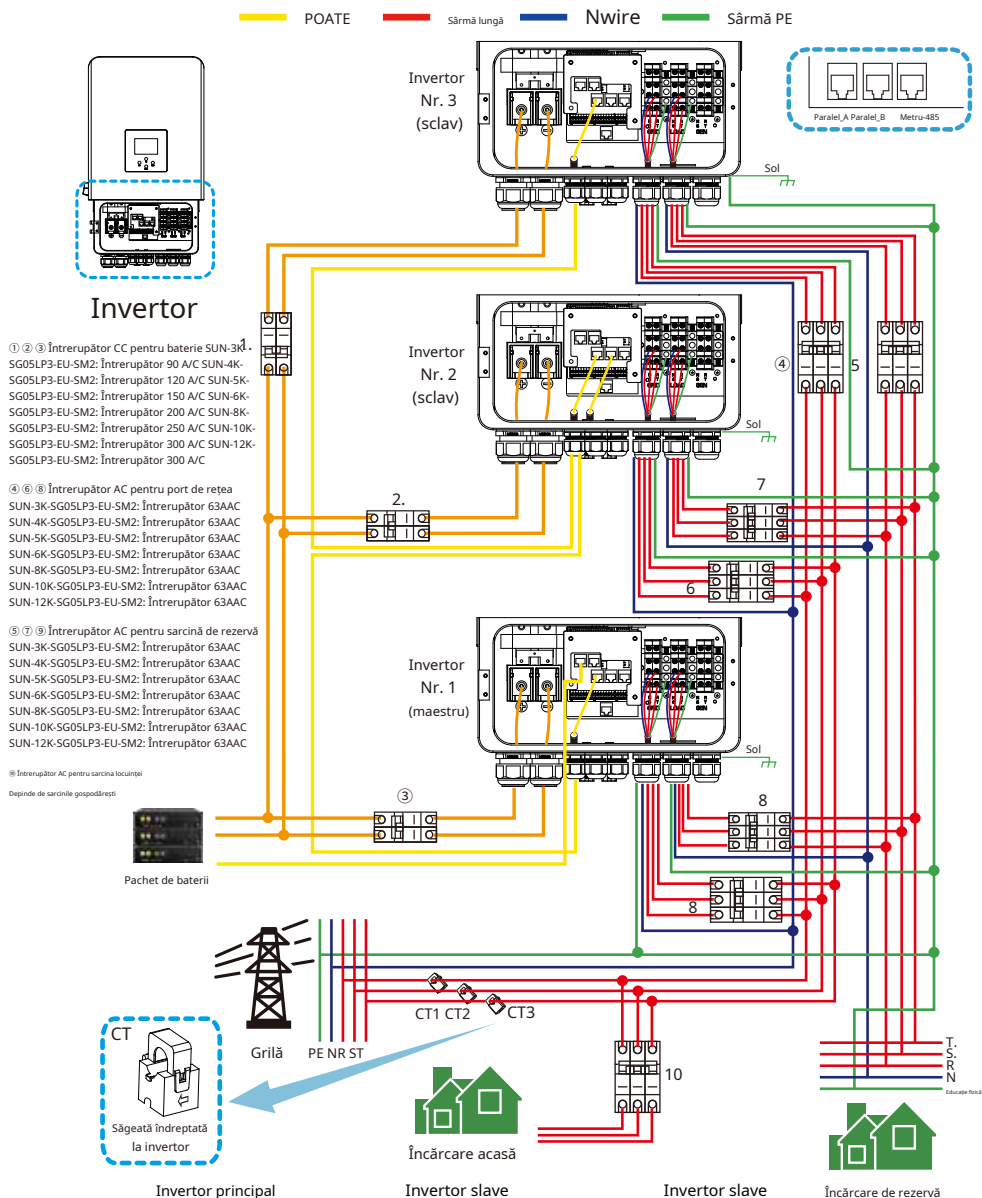 POATE
Sârmă lungă
Nwire
Sârmă PE
Invertor
Nr. 3
(sclav)
Paralel_A Paralel_B Metru-485
Sol
Invertor
1.
① ② ③ Întrerupător CC pentru baterie SUN-3K-
SG05LP3-EU-SM2: Întrerupător 90 A/C SUN-4K-
SG05LP3-EU-SM2: Întrerupător 120 A/C SUN-5K-
SG05LP3-EU-SM2: Întrerupător 150 A/C SUN-6K-
SG05LP3-EU-SM2: Întrerupător 200 A/C SUN-8K-
SG05LP3-EU-SM2: Întrerupător 250 A/C SUN-10K-
SG05LP3-EU-SM2: Întrerupător 300 A/C SUN-12K-
SG05LP3-EU-SM2: Întrerupător 300 A/C
④ ⑥ ⑧ Întrerupător AC pentru port de rețea
SUN-3K-SG05LP3-EU-SM2: Întrerupător 63AAC
SUN-4K-SG05LP3-EU-SM2: Întrerupător 63AAC
SUN-5K-SG05LP3-EU-SM2: Întrerupător 63AAC
SUN-6K-SG05LP3-EU-SM2: Întrerupător 63AAC
SUN-8K-SG05LP3-EU-SM2: Întrerupător 63AAC
SUN-10K-SG05LP3-EU-SM2: Întrerupător 63AAC
SUN-12K-SG05LP3-EU-SM2: Întrerupător 63AAC
⑤ ⑦ ⑨ Întrerupător AC pentru sarcină de rezervă
SUN-3K-SG05LP3-EU-SM2: Întrerupător 63AAC
SUN-4K-SG05LP3-EU-SM2: Întrerupător 63AAC
SUN-5K-SG05LP3-EU-SM2: Întrerupător 63AAC
SUN-6K-SG05LP3-EU-SM2: Întrerupător 63AAC
SUN-8K-SG05LP3-EU-SM2: Întrerupător 63AAC
SUN-10K-SG05LP3-EU-SM2: Întrerupător 63AAC
SUN-12K-SG05LP3-EU-SM2: Întrerupător 63AAC
⑩ Întrerupător AC pentru sarcina locuinței
Depinde de sarcinile gospodărești
Pachet de baterii
Invertor
Nr. 2
(sclav)
④
5
Sol
2.
7
6
Invertor
Nr. 1
(maestru)
Sol
③
8
8
CT1 CT2 CT3
Grilă
PE NR ST
CT
Săgeată îndreptată
la invertor
10
Încărcare acasă
T.
S.
R
N
Educație fizică
Încărcare de rezervă
Invertor principal
Invertor slave
Invertor slave